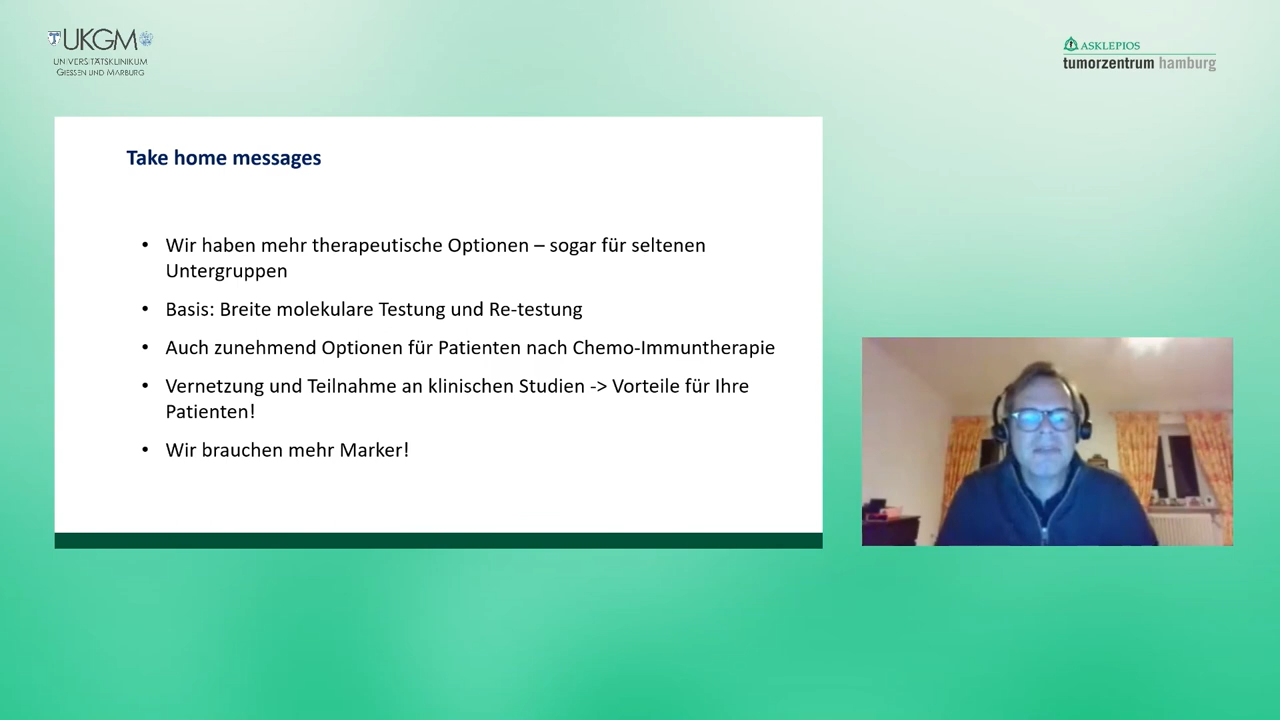 UKGM
UNIVERSITÄTSKLINIKUM
GIESSEN UND MARBURG
ASKLEPIOS
tumorzentrum hamburg
Take home messages
• Wir haben mehr therapeutische Optionen – sogar für seltenen
Untergruppen
• Basis: Breite molekulare Testung und Re-testung
• Auch zunehmend Optionen für Patienten nach Chemo-Immuntherapie
• Vernetzung und Teilnahme an klinischen Studien -> Vorteile für Ihre
Patienten!
• Wir brauchen mehr Marker!